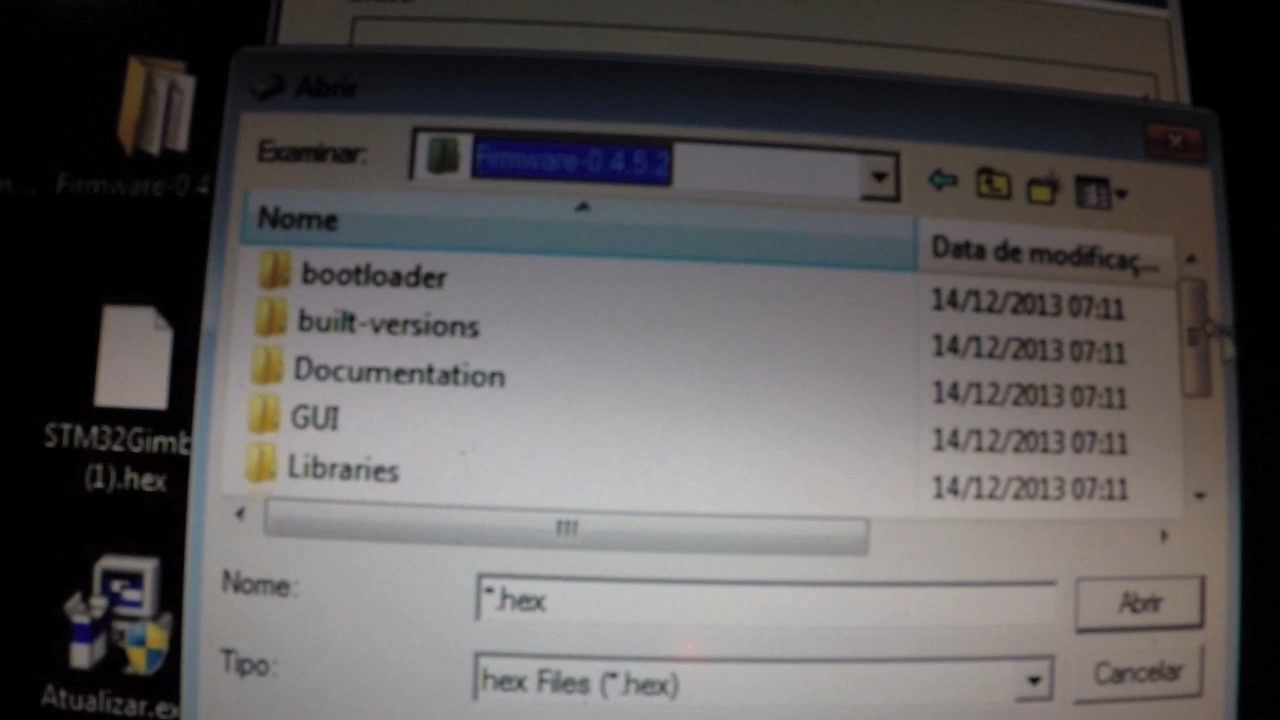 Abrir
Examinar:
Firmware-0.4.5.2
Firmware-0.4
Nome
Data de modificaç...
bootloader
14/12/2013 07:11
built-versions
14/12/2013 07:11
Documentation
14/12/2013 07:11
GUI
14/12/2013 07:11
Libraries
14/12/2013 07:11
STM32Gimb
(1).hex
Nome:
*.hex
Abrir
Tipo:
hex Files (*.hex)
Cancelar
Atualizar.ex